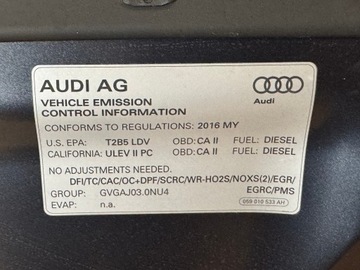 AUDI AG
Audi
VEHICLE EMISSION
CONTROL INFORMATION
CONFORMS TO REGULATIONS: 2016 MY
U.S. EPA: T2B5 LDV OBD: CA II FUEL: DIESEL
CALIFORNIA: ULEV II PC OBD: CA II FUEL: DIESEL
NO ADJUSTMENTS NEEDED.
DFI/TC/CAC/OC+DPF/SCRC/WR-HO2S/NOXS(2)/EGR/
EGRC/PMS
GROUP: GVGAJ03.0NU4
EVAP: n.a.
059 010 533 AH